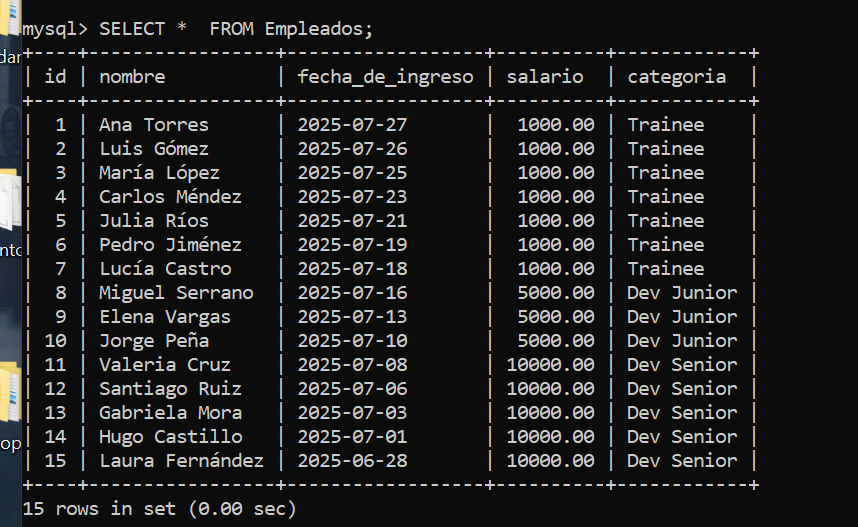 mysql> SELECT *  FROM Empleados;
+----+-----------------+------------------+----------+------------+
| id | nombre          | fecha_de_ingreso | salario  | categoria  |
+----+-----------------+------------------+----------+------------+
|  1 | Ana Torres      | 2025-07-27       |  1000.00 | Trainee    |
|  2 | Luis Gómez      | 2025-07-26       |  1000.00 | Trainee    |
|  3 | María López     | 2025-07-25       |  1000.00 | Trainee    |
|  4 | Carlos Méndez   | 2025-07-23       |  1000.00 | Trainee    |
|  5 | Julia Ríos      | 2025-07-21       |  1000.00 | Trainee    |
|  6 | Pedro Jiménez   | 2025-07-19       |  1000.00 | Trainee    |
|  7 | Lucía Castro    | 2025-07-18       |  1000.00 | Trainee    |
|  8 | Miguel Serrano  | 2025-07-16       |  5000.00 | Dev Junior |
|  9 | Elena Vargas    | 2025-07-13       |  5000.00 | Dev Junior |
| 10 | Jorge Peña      | 2025-07-10       |  5000.00 | Dev Junior |
| 11 | Valeria Cruz    | 2025-07-08       | 10000.00 | Dev Senior |
| 12 | Santiago Ruiz   | 2025-07-06       | 10000.00 | Dev Senior |
| 13 | Gabriela Mora   | 2025-07-03       | 10000.00 | Dev Senior |
| 14 | Hugo Castillo   | 2025-07-01       | 10000.00 | Dev Senior |
| 15 | Laura Fernández | 2025-06-28       | 10000.00 | Dev Senior |
+----+-----------------+------------------+----------+------------+
15 rows in set (0.00 sec)